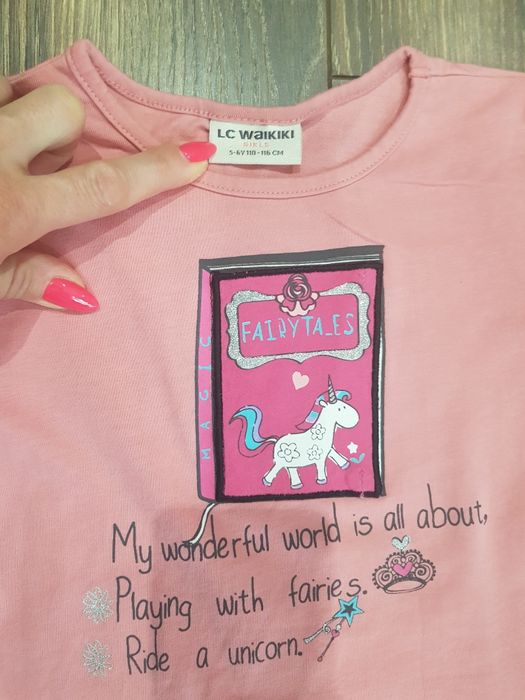 LC WAIKIKI
GIRLS
5-6Y 110-116 CM
FAIRYTALES
MAGIC
My wonderful world is all about,
Playing with fairies.
Ride a unicorn.